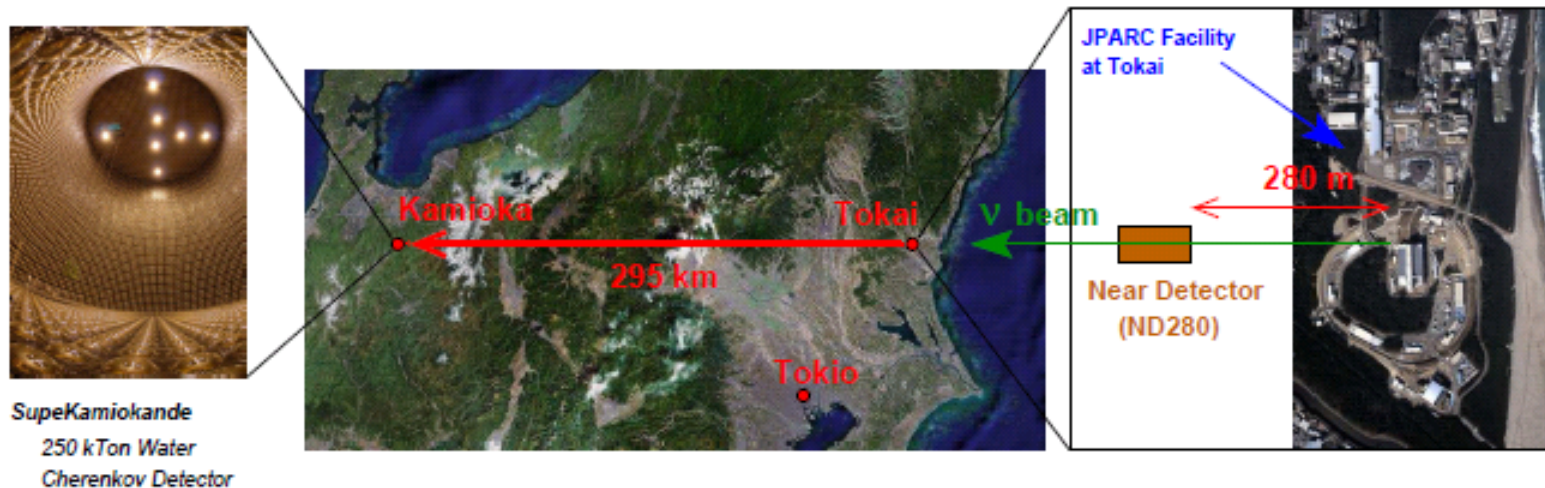 JPARC Facility
at Tokai
280 m
Kamioka
Tokai
ν beam
295 km
Near Detector
(ND280)
Tokio
SupeKamiokande
250 kTon Water
Cherenkov Detector